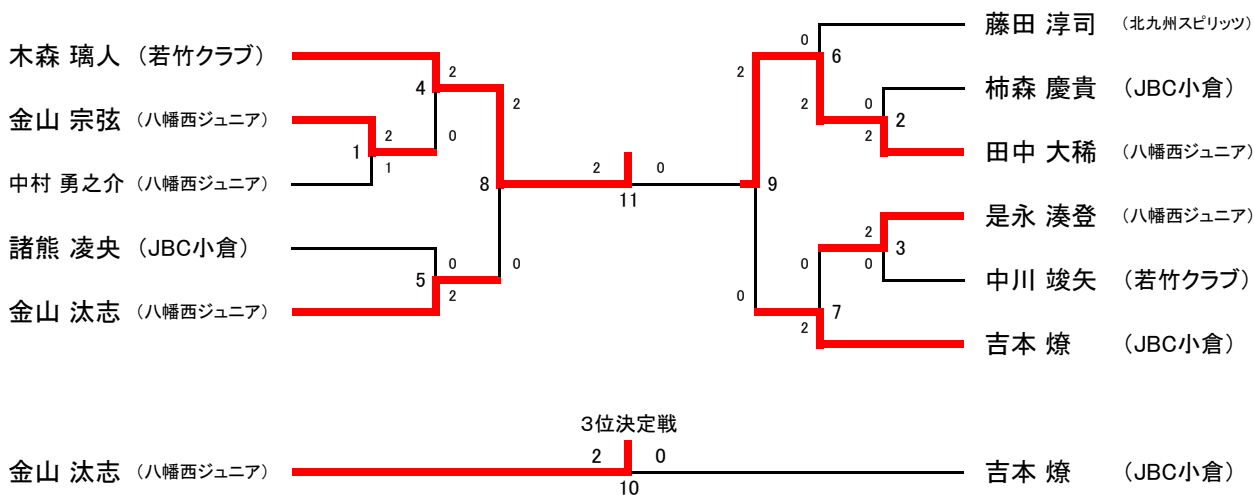 木森 璃人 (若竹クラブ)
金山 宗弦 (八幡西ジュニア)
中村 勇之介 (八幡西ジュニア)
諸熊 凌央 (JBC小倉)
金山 汰志 (八幡西ジュニア)
4
2
0
1
2
1
5
0
2
8
2
0
2
0
11
9
2
0
6
0
2
2
0
2
3
2
0
7
0
2
藤田 淳司 (北九州スピリッツ)
柿森 慶貴 (JBC小倉)
田中 大稀 (八幡西ジュニア)
是永 湊登 (八幡西ジュニア)
中川 竣矢 (若竹クラブ)
吉本 燎 (JBC小倉)
3位決定戦
金山 汰志 (八幡西ジュニア)
2 0
10
吉本 燎 (JBC小倉)